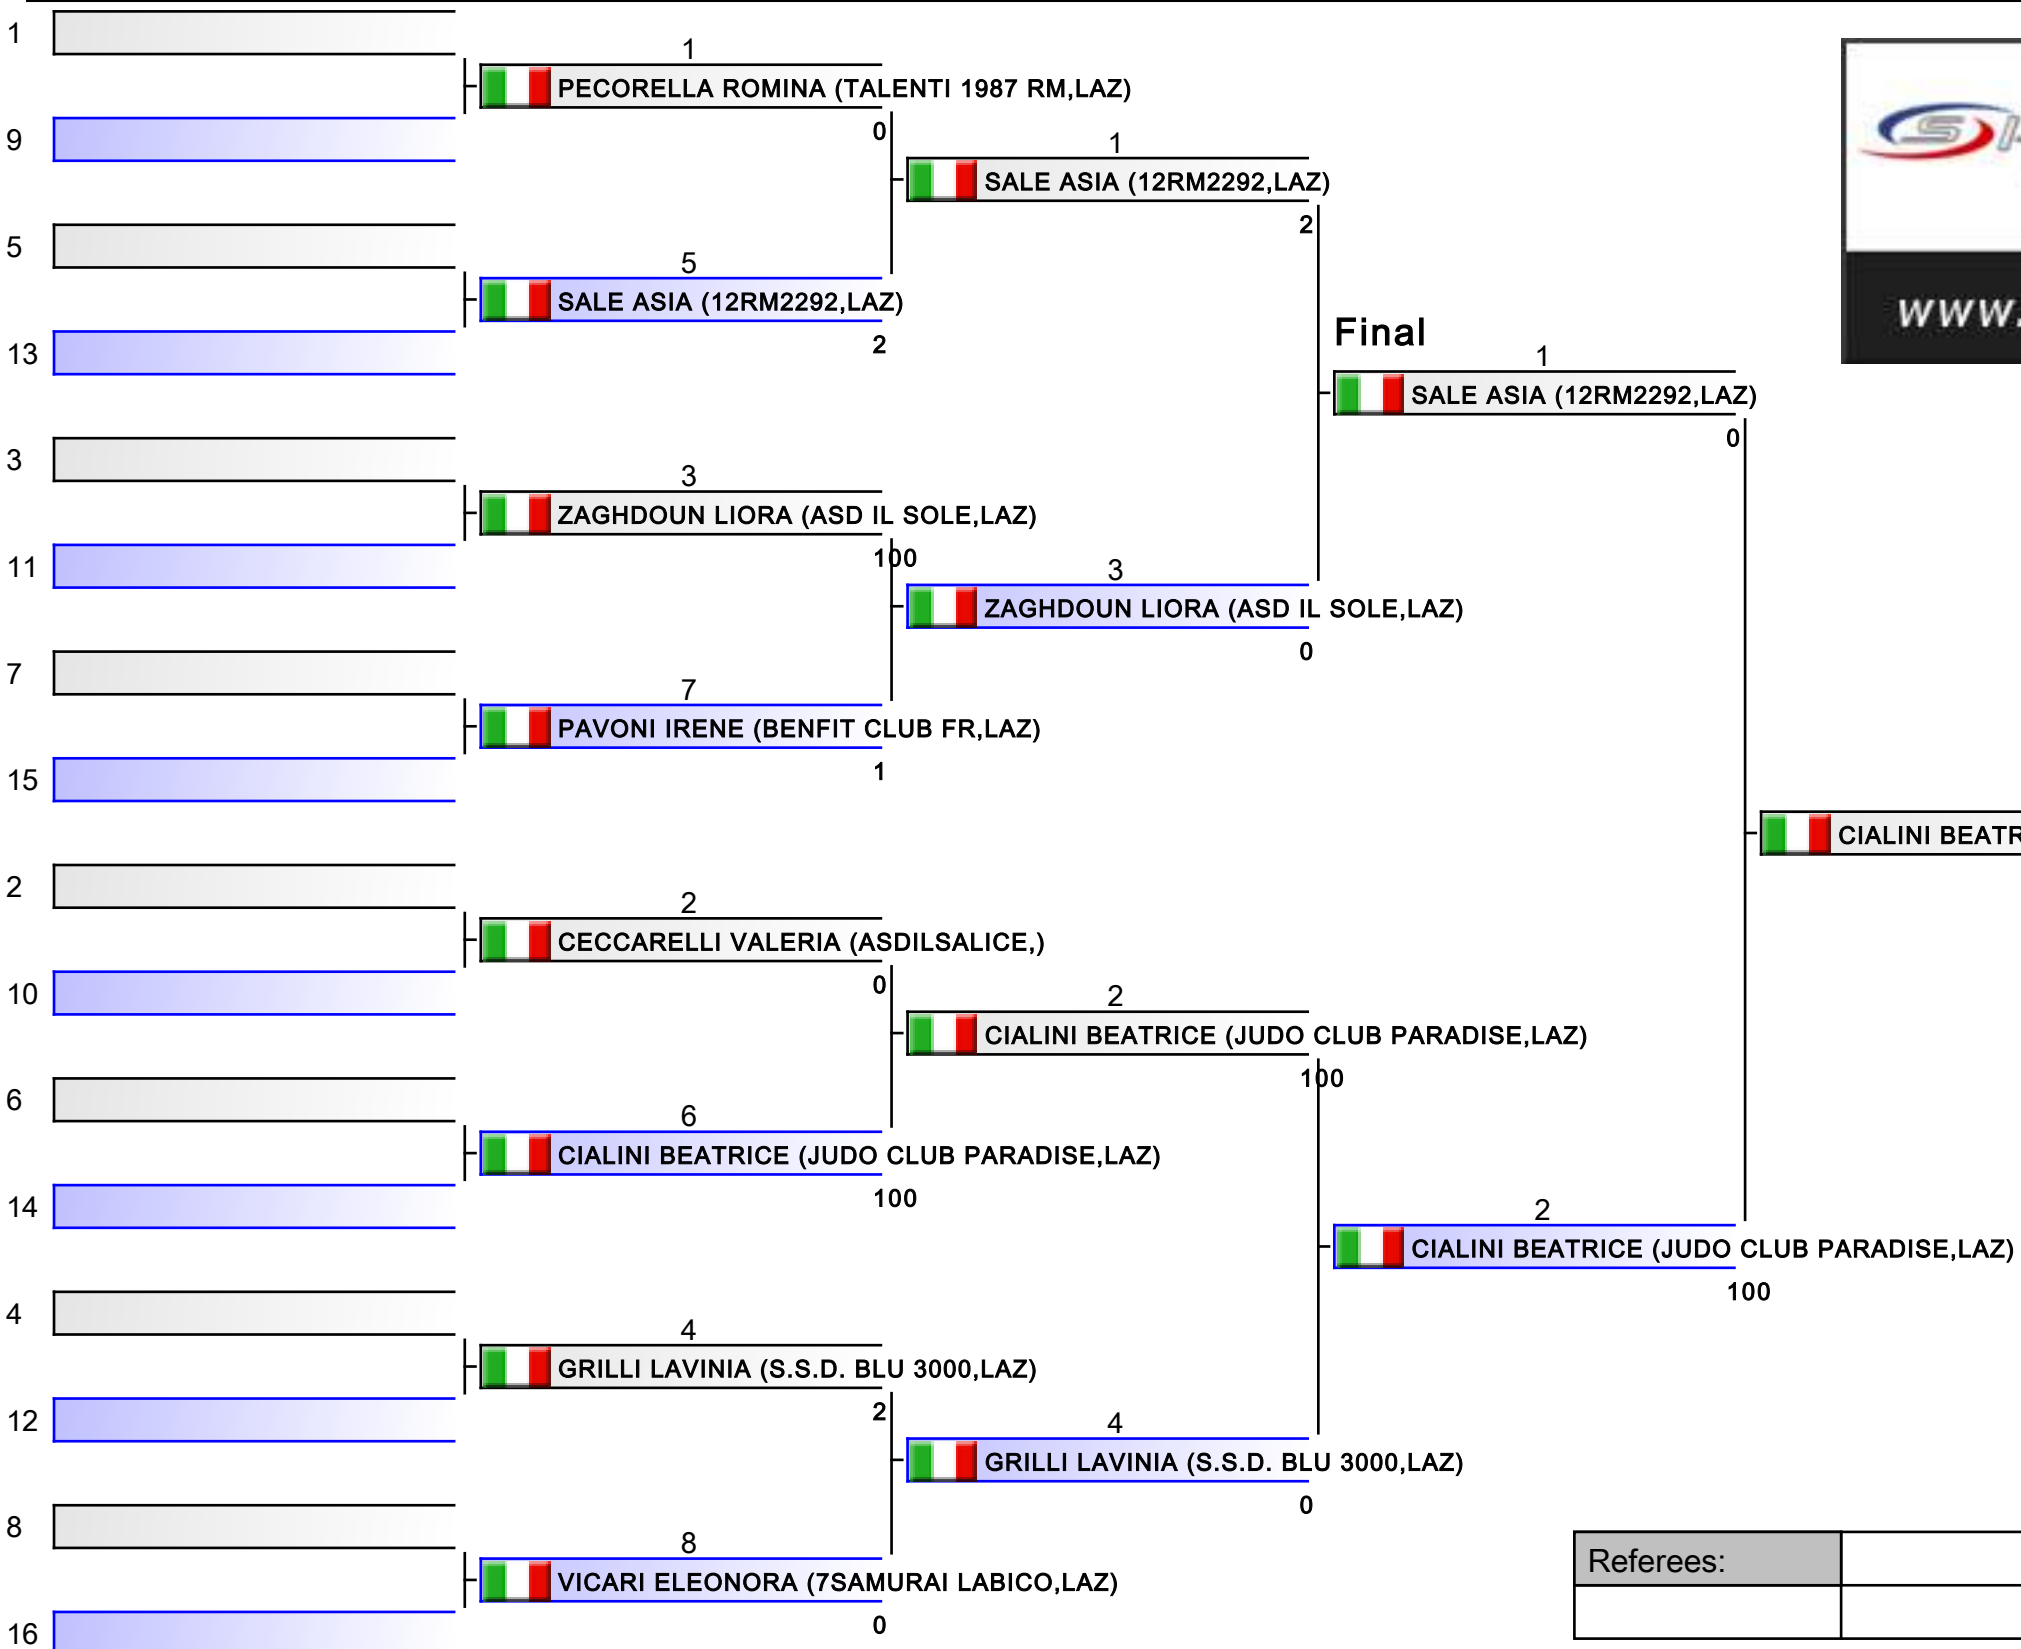 1
1
PECORELLA ROMINA (TALENTI 1987 RM,LAZ)
0
9
1
SALE ASIA (12RM2292,LAZ)
2
5
5
SALE ASIA (12RM2292,LAZ)
2
13
Final
1
SALE ASIA (12RM2292,LAZ)
0
3
3
ZAGHDOUN LIORA (ASD IL SOLE,LAZ)
100
11
3
ZAGHDOUN LIORA (ASD IL SOLE,LAZ)
0
7
7
PAVONI IRENE (BENFIT CLUB FR,LAZ)
1
15
CIALINI BEATR
2
2
CECCARELLI VALERIA (ASDILSALICE,)
0
10
2
CIALINI BEATRICE (JUDO CLUB PARADISE,LAZ)
100
6
6
CIALINI BEATRICE (JUDO CLUB PARADISE,LAZ)
100
14
2
CIALINI BEATRICE (JUDO CLUB PARADISE,LAZ)
100
4
4
GRILLI LAVINIA (S.S.D. BLU 3000,LAZ)
2
12
4
GRILLI LAVINIA (S.S.D. BLU 3000,LAZ)
0
8
8
VICARI ELEONORA (7SAMURAI LABICO,LAZ)
0
16
www.
Referees: